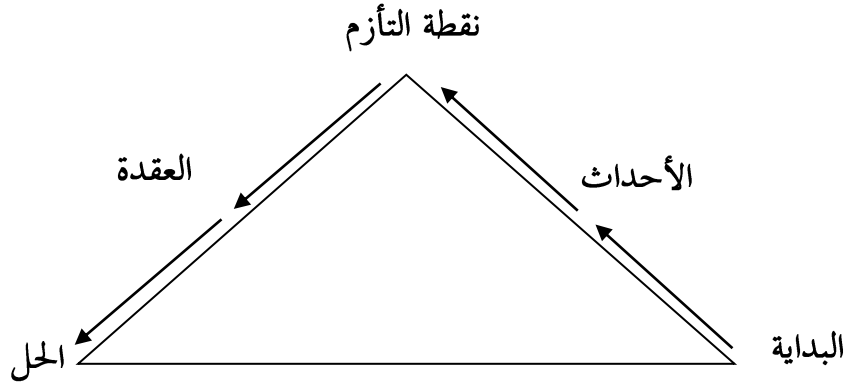 نقطة التأزم
العقدة
الأحداث
البداية
الحل